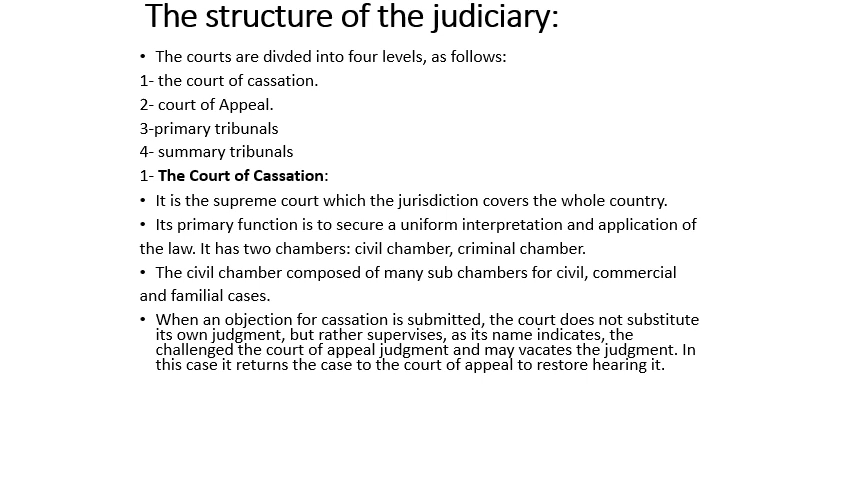 The structure of the judiciary:
• The courts are divded into four levels, as follows:
1- the court of cassation.
2- court of Appeal.
3-primary tribunals
4- summary tribunals
1- The Court of Cassation:
• It is the supreme court which the jurisdiction covers the whole country.
• Its primary function is to secure a uniform interpretation and application of
the law. It has two chambers: civil chamber, criminal chamber.
• The civil chamber composed of many sub chambers for civil, commercial
and familial cases.
• When an objection for cassation is submitted, the court does not substitute
its own judgment, but rather supervises, as its name indicates, the
challenged the court of appeal judgment and may vacates the judgment. In
this case it returns the case to the court of appeal to restore hearing it.